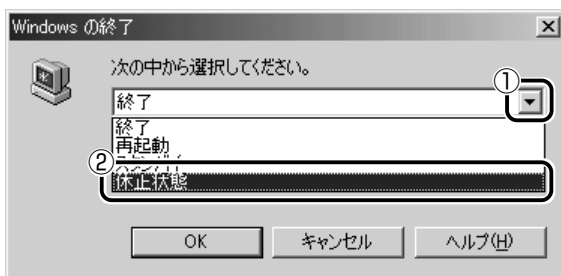 Windows の終了
次の中から選択してください。
①
終了
終了
再起動
②
休止状態
OK
キャンセル
ヘルプ(H)